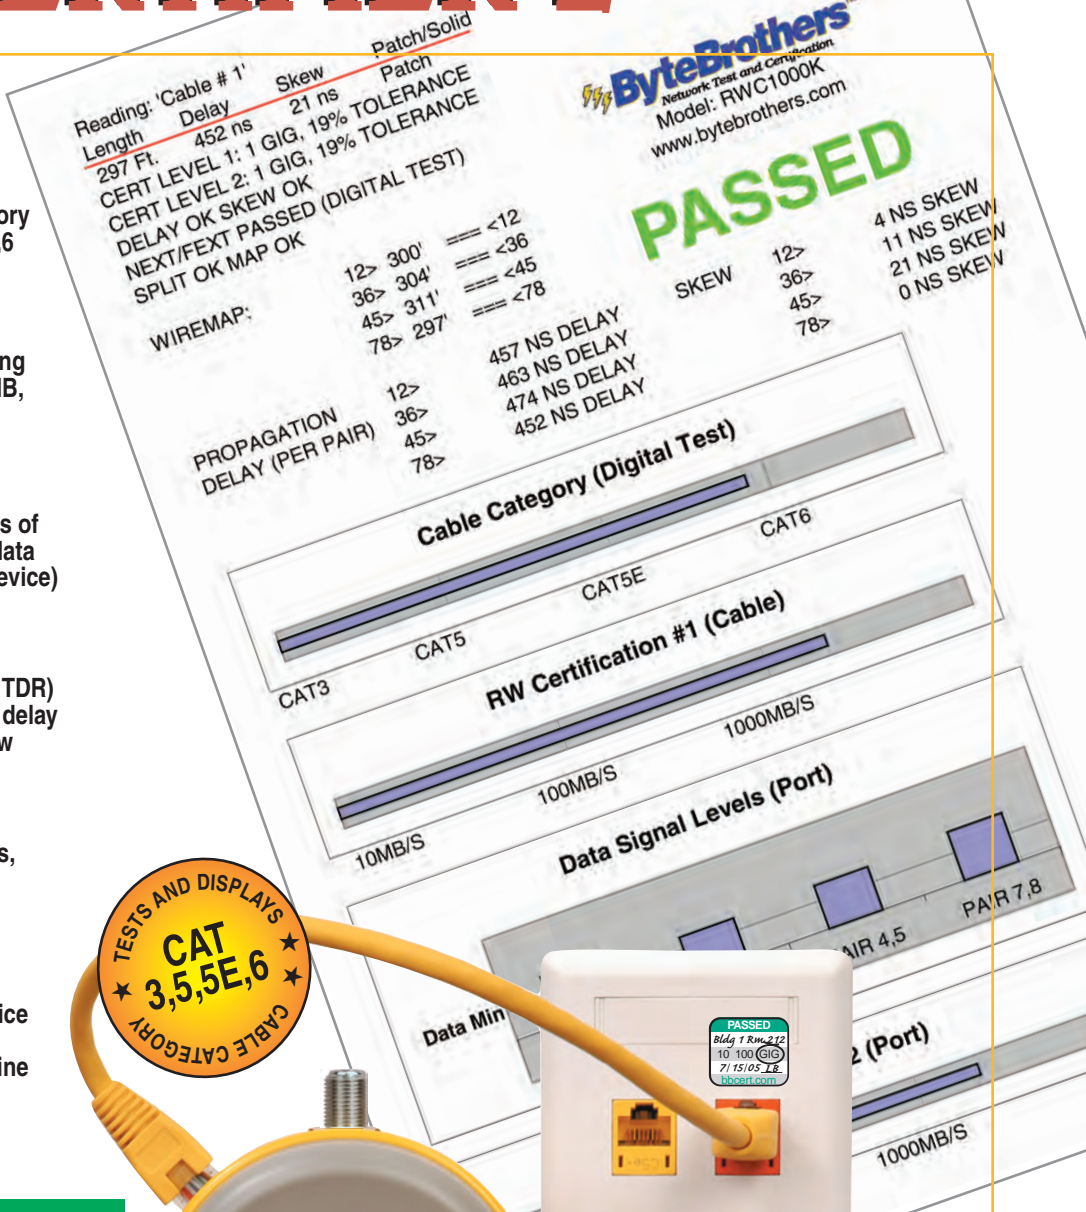 Reading: 'Cable # 1'
Length Delay Skew Patch/Solid
297 Ft. 452 ns 21 ns Patch
CERT LEVEL 1: 1 GIG, 19% TOLERANCE
CERT LEVEL 2: 1 GIG, 19% TOLERANCE
DELAY OK SKEW OK
NEXT/FEXT PASSED (DIGITAL TEST)
SPLIT OK MAP OK
ByteBrothers
Network Test and Certification
Model: RWC1000K
www.bytebrothers.com
PASSED
WIREMAP:
12> 300' === <12
36> 304' === <36
45> 311' === <45
78> 297' === <78
SKEW
12> 4 NS SKEW
36> 11 NS SKEW
45> 21 NS SKEW
78> 0 NS SKEW
PROPAGATION
DELAY (PER PAIR)
12> 457 NS DELAY
36> 463 NS DELAY
45> 474 NS DELAY
78> 452 NS DELAY
Cable Category (Digital Test)
CAT3 CAT5 CAT5E CAT6
RW Certification #1 (Cable)
10MB/S 100MB/S 1000MB/S
Data Signal Levels (Port)
AIR 4,5 PAIR 7,8
Data Min
2 (Port)
1000MB/S
ory
,6
ng
IB,
s of
data
evice)
TDR)
delay
w
s,
ice
ine
TESTS AND DISPLAYS
CAT
3,5,5E,6
CABLE CATEGORY
PASSED
Bldg 1 Rm 212
10 100 GIG
7/15/05 IB
bbcert.com